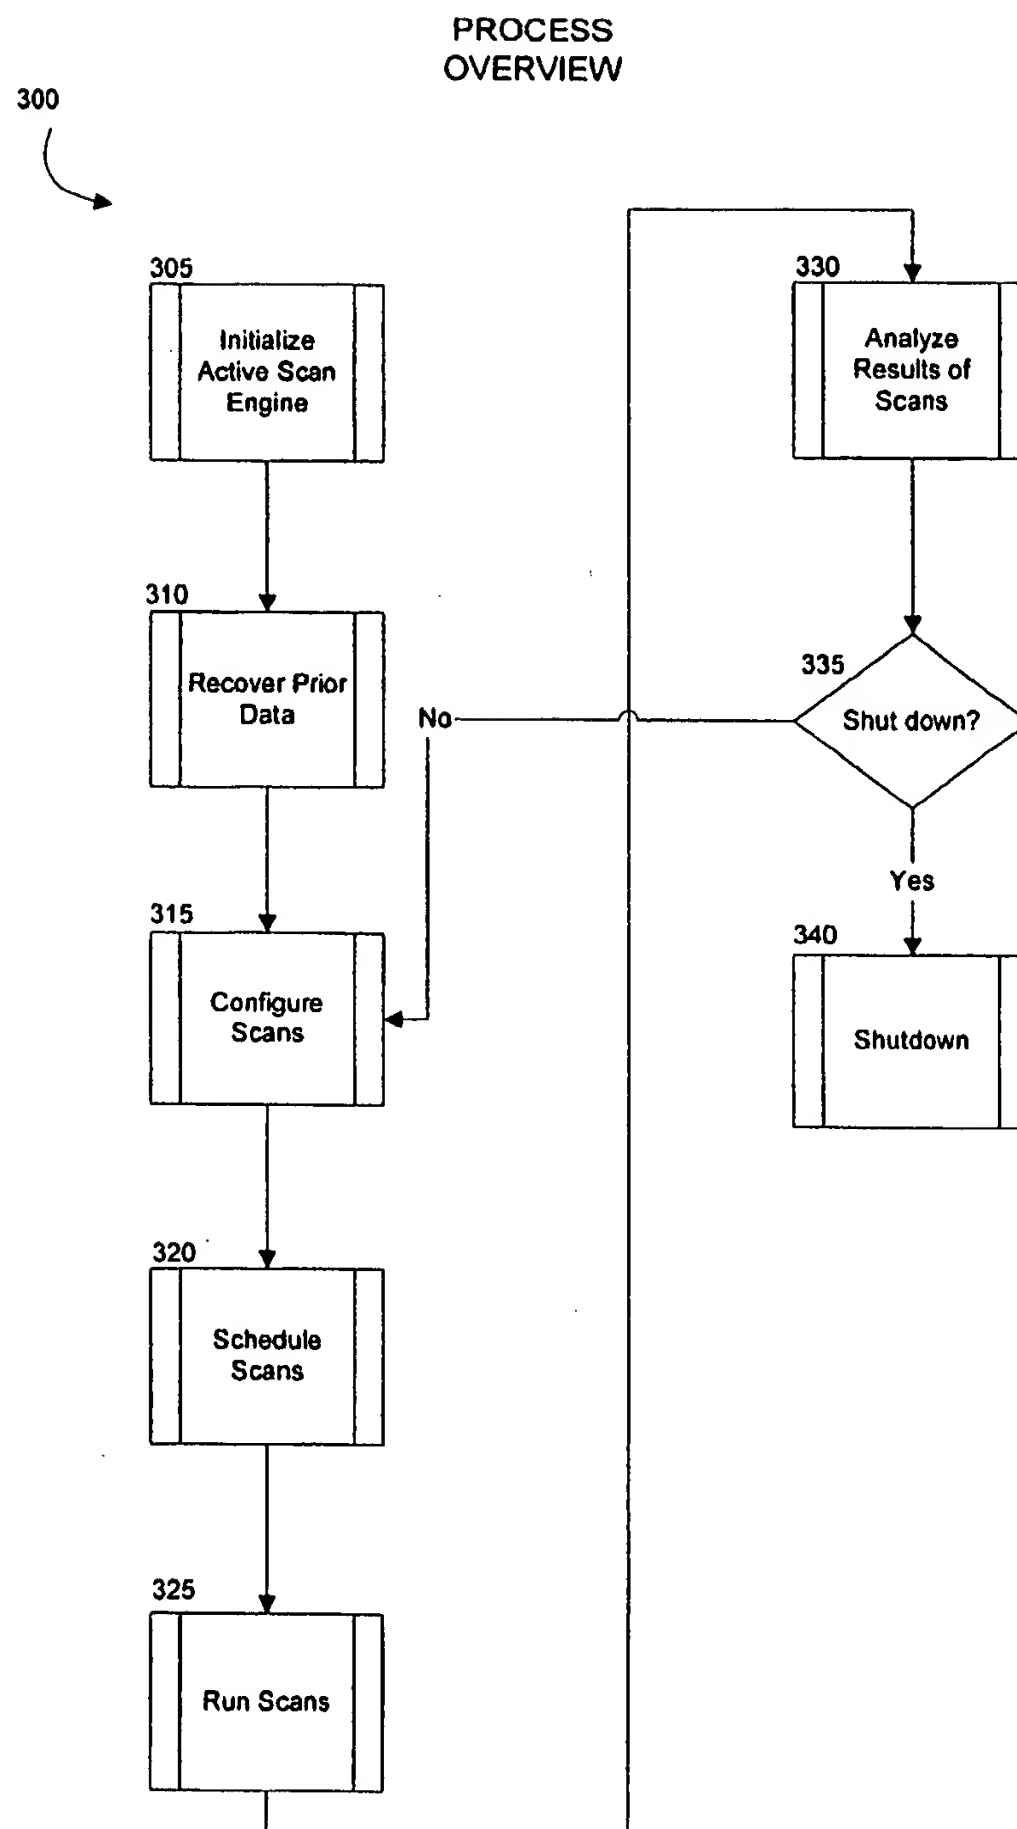 PROCESS
OVERVIEW
300
305
Initialize
Active Scan
Engine
310
Recover Prior
Data
315
Configure
Scans
320
Schedule
Scans
325
Run Scans
330
Analyze
Results of
Scans
335
Shut down?
No
Yes
340
Shutdown